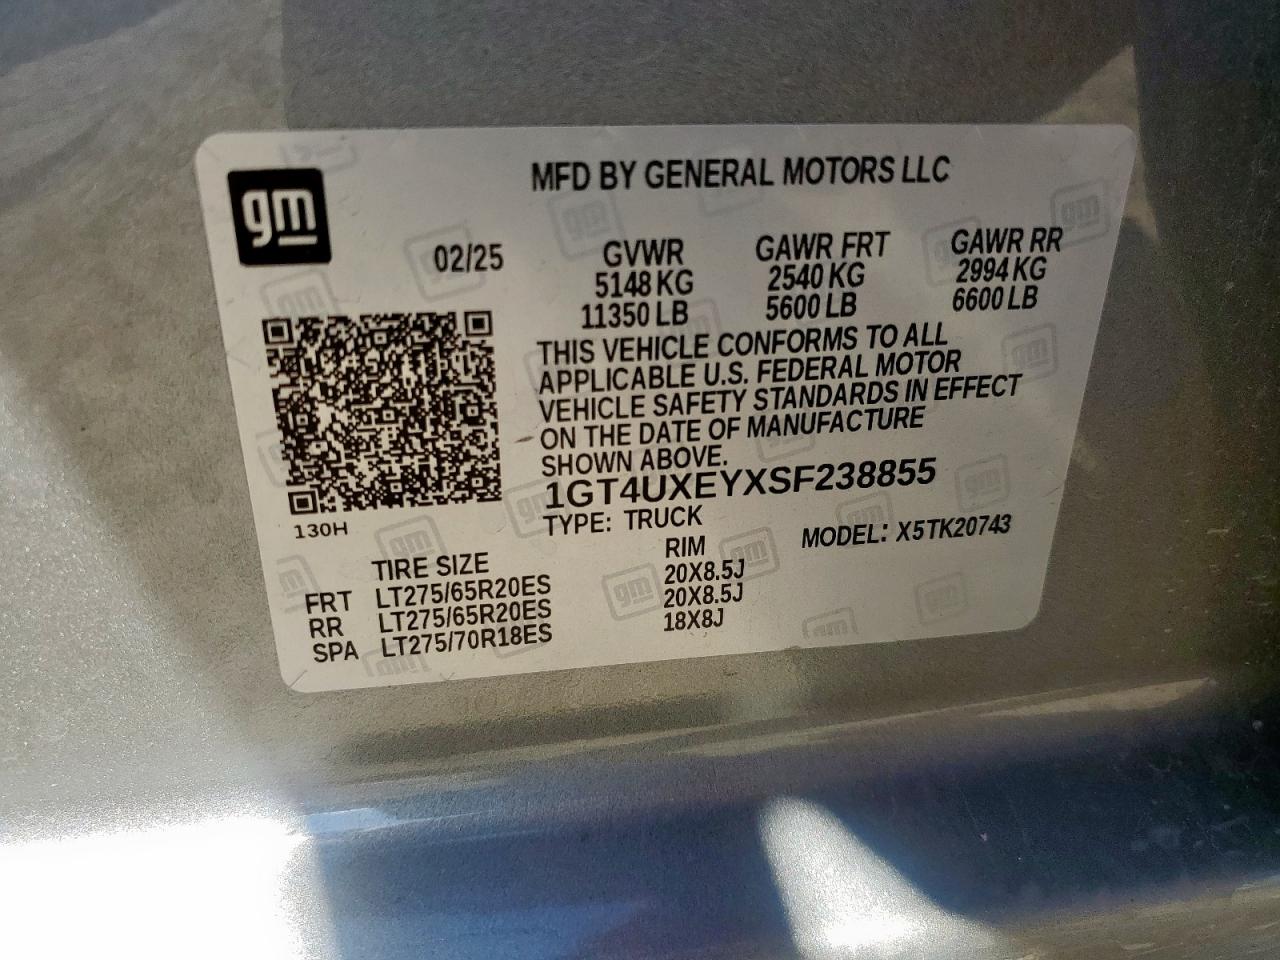 gm
MFD BY GENERAL MOTORS LLC
02/25 GVWR GAWR FRT GAWR RR
5148 KG 2540 KG 2994 KG
11350 LB 5600 LB 6600 LB
THIS VEHICLE CONFORMS TO ALL
APPLICABLE U.S. FEDERAL MOTOR
VEHICLE SAFETY STANDARDS IN EFFECT
ON THE DATE OF MANUFACTURE
SHOWN ABOVE.
1GT4UXEYXSF238855
130H
TYPE: TRUCK MODEL: X5TK20743
TIRE SIZE RIM
FRT LT275/65R20ES 20X8.5J
RR LT275/65R20ES 20X8.5J
SPA LT275/70R18ES 18X8J